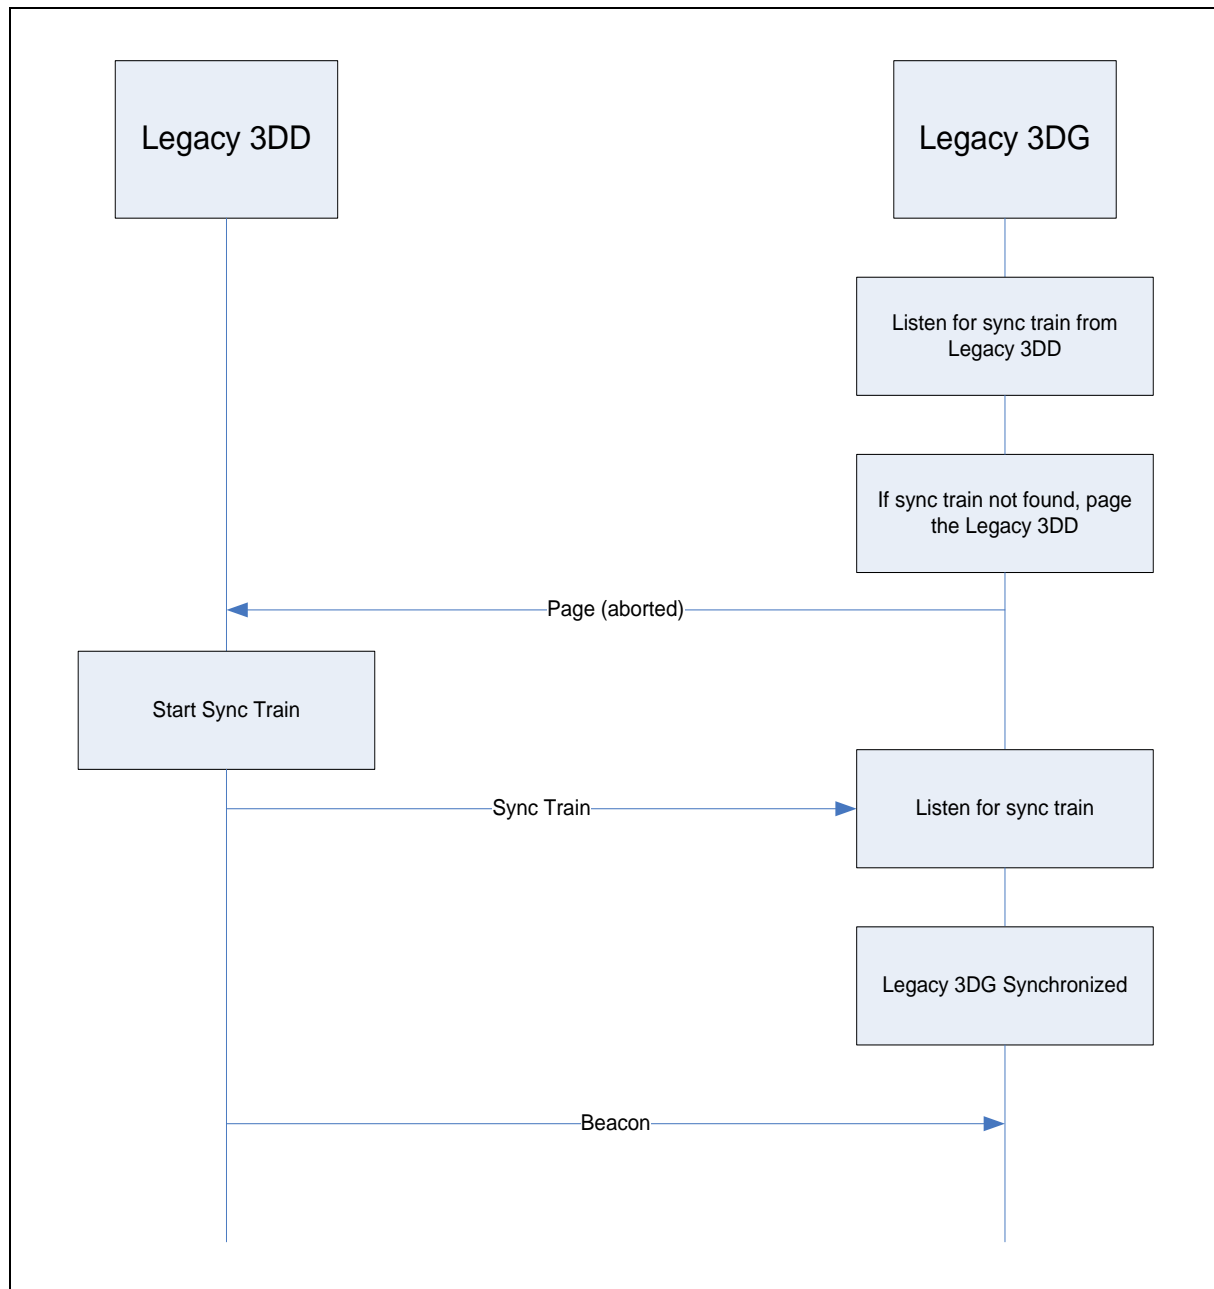 Legacy 3DD
Legacy 3DG
Listen for sync train from
Legacy 3DD
If sync train not found, page
the Legacy 3DD
Page (aborted)
Start Sync Train
Sync Train
Listen for sync train
Legacy 3DG Synchronized
Beacon